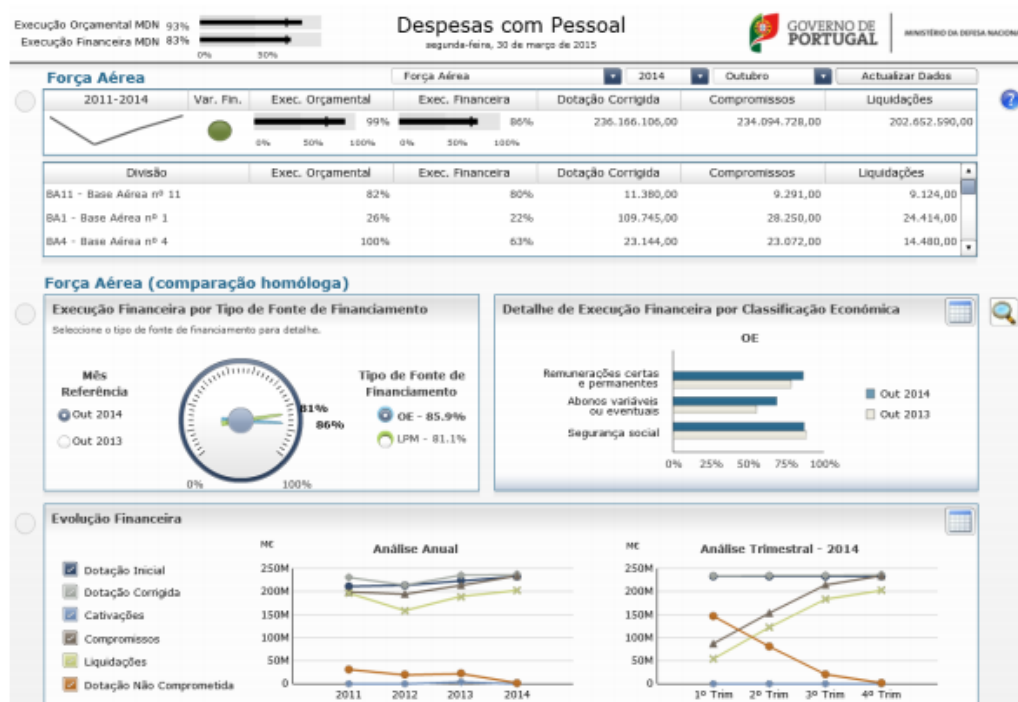 Execução Orçamental MDN 93%
Execução Financeira MDN 83%
0% 50%
Despesas com Pessoal
segunda-feira, 30 de março de 2015
GOVERNO DE
PORTUGAL
MINISTÉRIO DA DEFESA NACIONAL
Força Aérea
Força Aérea 2014 Outubro Actualizar Dados
2011-2014 Var. Fin. Exec. Orçamental Exec. Financeira Dotação Corrigida Compromissos Liquidações
99% 86% 236.166.106,00 234.094.728,00 202.652.590,00
0% 50% 100% 0% 50% 100%
Divisão Exec. Orçamental Exec. Financeira Dotação Corrigida Compromissos Liquidações
BA11 - Base Aérea nº 11 82% 80% 11.380,00 9.291,00 9.124,00
BA1 - Base Aérea nº 1 26% 22% 109.745,00 28.250,00 24.414,00
BA4 - Base Aérea nº 4 100% 63% 23.144,00 23.072,00 14.480,00
Força Aérea (comparação homóloga)
Execução Financeira por Tipo de Fonte de Financiamento
Seleccione o tipo de fonte de financiamento para detalhe.
Mês
Referência
Out 2014
Out 2013
81%
86%
0% 100%
Tipo de Fonte de
Financiamento
OE - 85.9%
LPM - 81.1%
Detalhe de Execução Financeira por Classificação Económica
OE
Remunerações certas
e permanentes
Abonos variáveis
ou eventuais
Segurança social
0% 25% 50% 75% 100%
Out 2014
Out 2013
Evolução Financeira
Dotação Inicial
Dotação Corrigida
Cativações
Compromissos
Liquidações
Dotação Não Comprometida
M€ Análise Anual
250M
200M
150M
100M
50M
0
2011 2012 2013 2014
M€ Análise Trimestral - 2014
250M
200M
150M
100M
50M
0
1º Trim 2º Trim 3º Trim 4º Trim